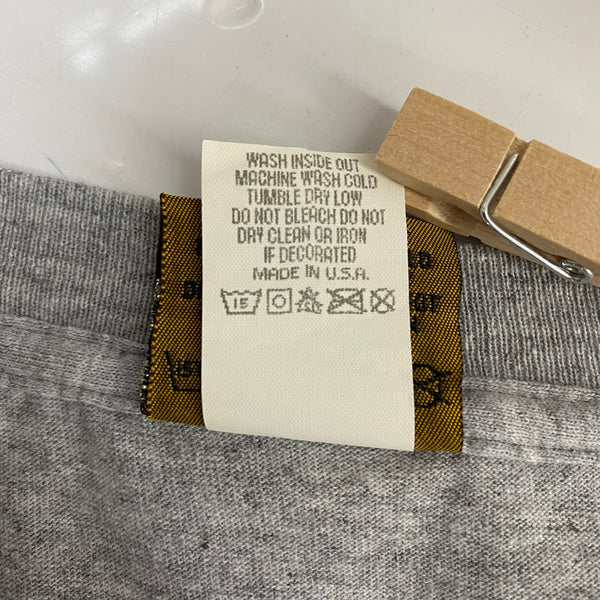 WASH INSIDE OUT
MACHINE WASH COLD
TUMBLE DRY LOW
DO NOT BLEACH DO NOT
DRY CLEAN OR IRON
IF DECORATED
MADE IN U.S.A.
15